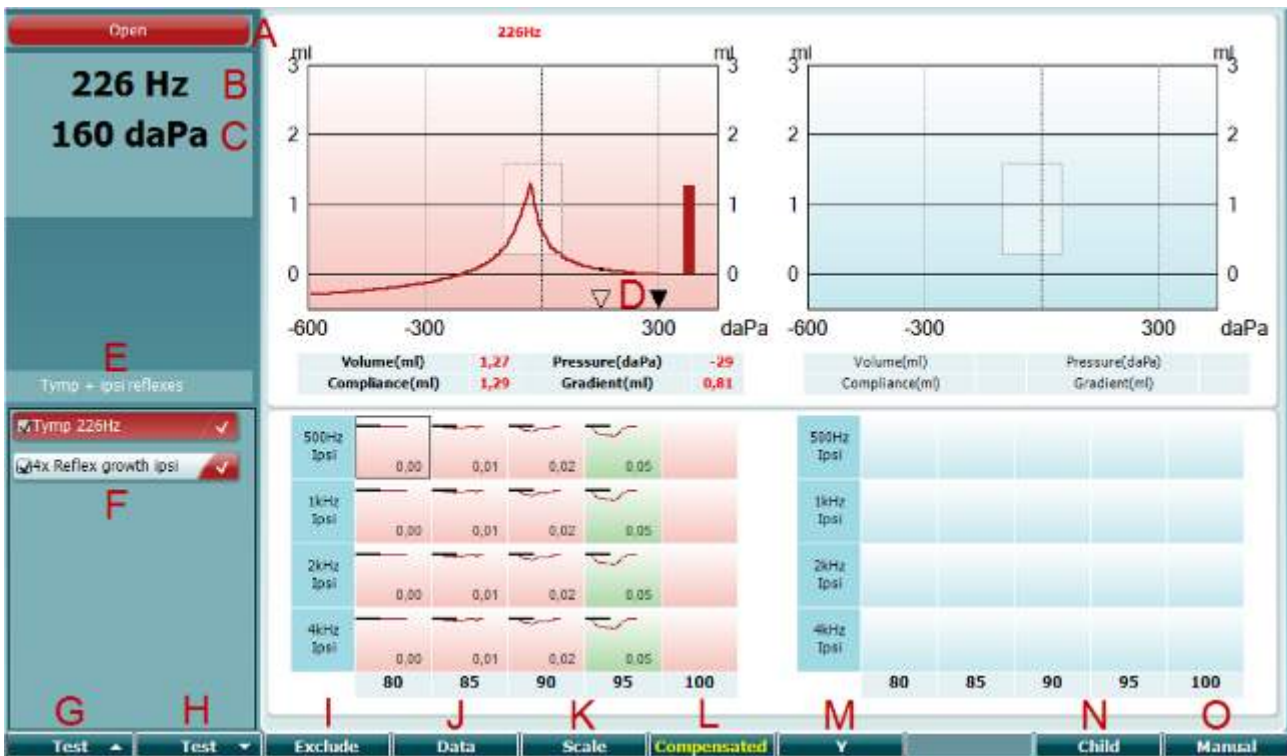 Open A
226 Hz B
160 daPa C
E
Tymp + ipsi reflexes
Tymp 226Hz
4x Reflex growth ipsi
F
226Hz
ml ml
3 3
2 2
1 1
0 0
D
-600 -300 300 daPa
Volume(ml) 1,27 Pressure(daPa) -29
Compliance(ml) 1,29 Gradient(ml) 0,81
ml ml
3 3
2 2
1 1
0 0
-600 -300 300 daPa
Volume(ml) Pressure(daPa)
Compliance(ml) Gradient(ml)
500Hz
Ipsi
0,00 0,01 0,02 0,05
1kHz
Ipsi
0,00 0,01 0,02 0,05
2kHz
Ipsi
0,00 0,01 0,02 0,05
4kHz
Ipsi
0,00 0,01 0,02 0,05
80 85 90 95 100
500Hz
Ipsi
1kHz
Ipsi
2kHz
Ipsi
4kHz
Ipsi
80 85 90 95 100
G H I J K L M N O
Test Test Exclude Data Scale Compensated Y Child Manual